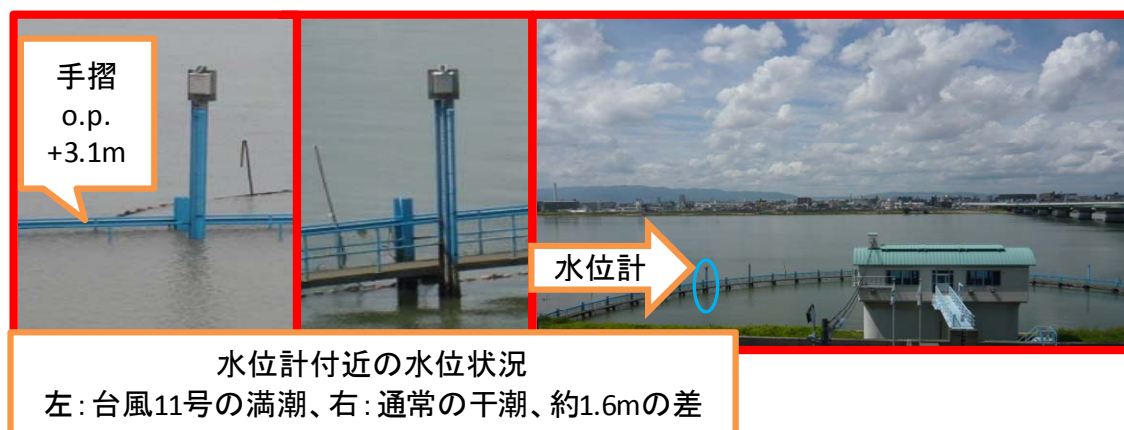 手摺
o.p.
+3.1m
水位計
水位計付近の水位状況
左：台風11号の満潮、右：通常の干潮、約1.6mの差